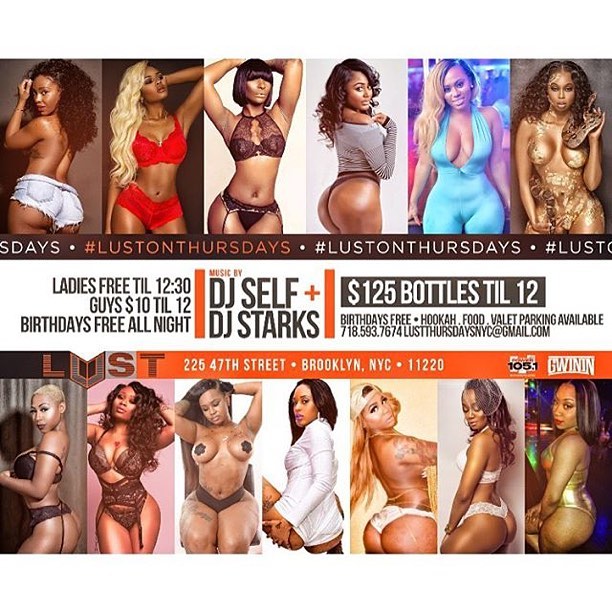 SDAYS • #LUSTONTHURSDAYS • #LUSTONTHURSDAYS • #LUSTO
LADIES FREE TIL 12:30
GUYS $10 TIL 12
BIRTHDAYS FREE ALL NIGHT
MUSIC BY
DJ SELF +
DJ STARKS
$125 BOTTLES TIL 12
BIRTHDAYS FREE • HOOKAH . FOOD . VALET PARKING AVAILABLE
718.593.7674 LUSTTHURSDAYSNYC@GMAIL.COM
LUST
225 47TH STREET • BROOKLYN, NYC • 11220
105.1
GWININ